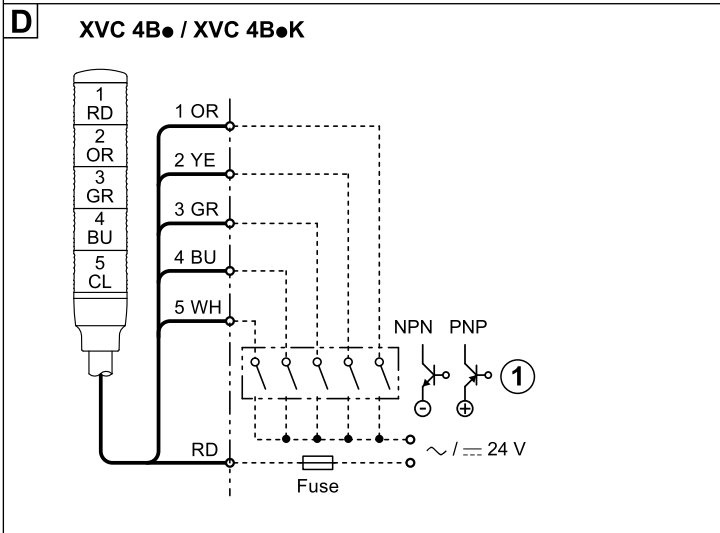 D
XVC 4B● / XVC 4B●K
1
RD
2
OR
3
GR
4
BU
5
CL
1 OR
2 YE
3 GR
4 BU
5 WH
RD
NPN PNP
- +
1
~ / ⎓ 24 V
Fuse